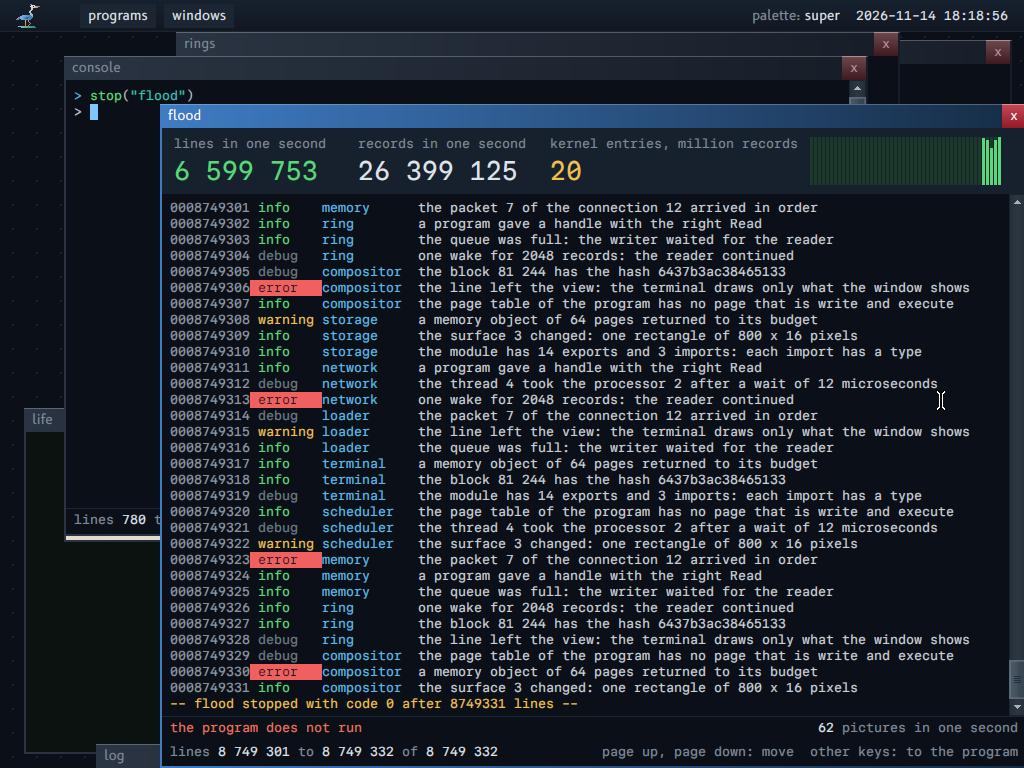 programs windows palette: super 2026-11-14 18:18:56
rings x
x
console x
> stop("flood")
>
flood x
lines in one second records in one second kernel entries, million records
6 599 753 26 399 125 20
0008749301 info memory the packet 7 of the connection 12 arrived in order
0008749302 info ring a program gave a handle with the right Read
0008749303 info ring the queue was full: the writer waited for the reader
0008749304 debug ring one wake for 2048 records: the reader continued
0008749305 debug compositor the block 81 244 has the hash 6437b3ac38465133
0008749306 error compositor the line left the view: the terminal draws only what the window shows
0008749307 info compositor the page table of the program has no page that is write and execute
0008749308 warning storage a memory object of 64 pages returned to its budget
0008749309 info storage the surface 3 changed: one rectangle of 800 x 16 pixels
0008749310 info storage the module has 14 exports and 3 imports: each import has a type
0008749311 info network a program gave a handle with the right Read
0008749312 debug network the thread 4 took the processor 2 after a wait of 12 microseconds
0008749313 error network one wake for 2048 records: the reader continued
0008749314 debug loader the packet 7 of the connection 12 arrived in order
0008749315 warning loader the line left the view: the terminal draws only what the window shows
0008749316 info loader the queue was full: the writer waited for the reader
0008749317 info terminal a memory object of 64 pages returned to its budget
0008749318 info terminal the block 81 244 has the hash 6437b3ac38465133
0008749319 debug terminal the module has 14 exports and 3 imports: each import has a type
0008749320 info scheduler the page table of the program has no page that is write and execute
0008749321 debug scheduler the thread 4 took the processor 2 after a wait of 12 microseconds
0008749322 warning scheduler the surface 3 changed: one rectangle of 800 x 16 pixels
0008749323 error memory the packet 7 of the connection 12 arrived in order
0008749324 info memory a program gave a handle with the right Read
0008749325 info memory the queue was full: the writer waited for the reader
0008749326 info ring one wake for 2048 records: the reader continued
0008749327 info ring the block 81 244 has the hash 6437b3ac38465133
0008749328 debug ring the line left the view: the terminal draws only what the window shows
0008749329 debug compositor the page table of the program has no page that is write and execute
0008749330 error compositor a memory object of 64 pages returned to its budget
0008749331 info compositor the surface 3 changed: one rectangle of 800 x 16 pixels
-- flood stopped with code 0 after 8749331 lines --
the program does not run 62 pictures in one second
lines 8 749 301 to 8 749 332 of 8 749 332 page up, page down: move other keys: to the program
life
lines 780 t
log